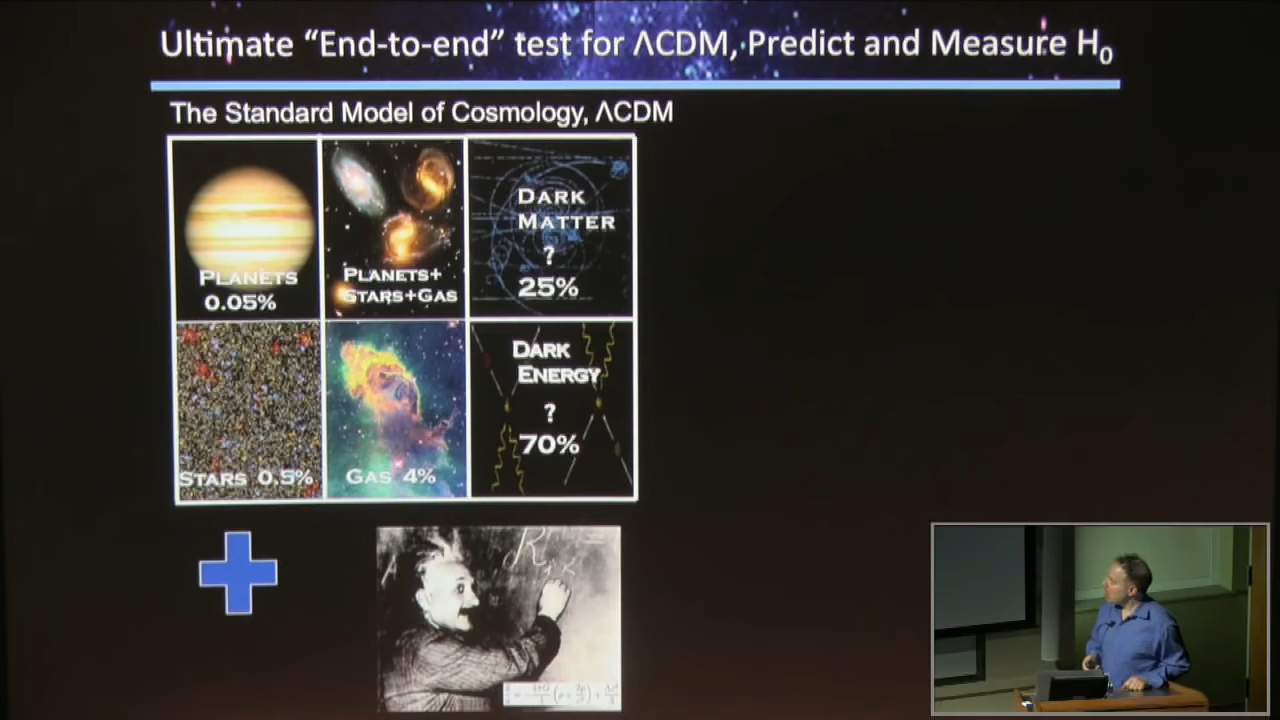 Ultimate “End-to-end” test for ΛCDM, Predict and Measure H₀
The Standard Model of Cosmology, ΛCDM
PLANETS
0.05%
PLANETS+
STARS+GAS
DARK
MATTER
?
25%
STARS 0.5%
GAS 4%
DARK
ENERGY
?
70%